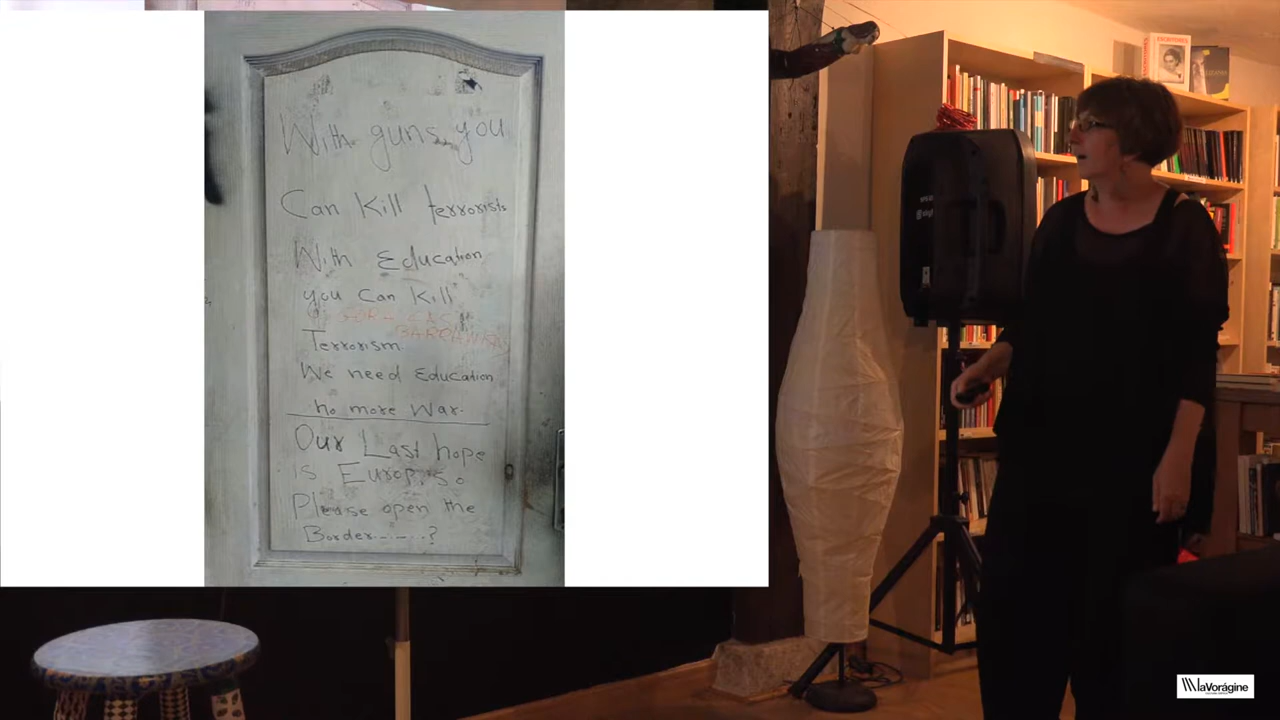 With guns you
Can Kill terrorists
With Education
you Can Kill
Terrorism
We need Education
no more War.
Our Last hope
is Europ, so
Please open the
Border......?
laVorágine